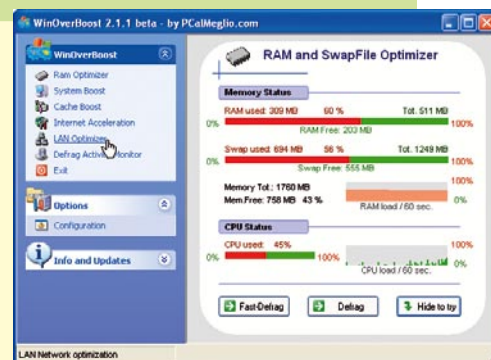 WinOverBoost 2.1.1 beta - by PCalMeglio.com
WinOverBoost
Ram Optimizer
System Boost
Cache Boost
Internet Acceleration
LAN Optimizer
Defrag Active Monitor
Exit
Options
Configuration
Info and Updates
RAM and SwapFile Optimizer
Memory Status
RAM used: 309 MB 60 % Tot. 511 MB
0% 100%
RAM Free: 203 MB
Swap used: 694 MB 56 % Tot. 1249 MB
0% 100%
Swap Free: 555 MB
Memory Tot.: 1760 MB
Mem.Free: 758 MB 43 %
100%
0%
RAM load / 60 sec.
CPU Status
CPU used: 45%
0% 100%
100%
0%
CPU load / 60 sec.
Fast-Defrag
Defrag
Hide to try
LAN Network optimization